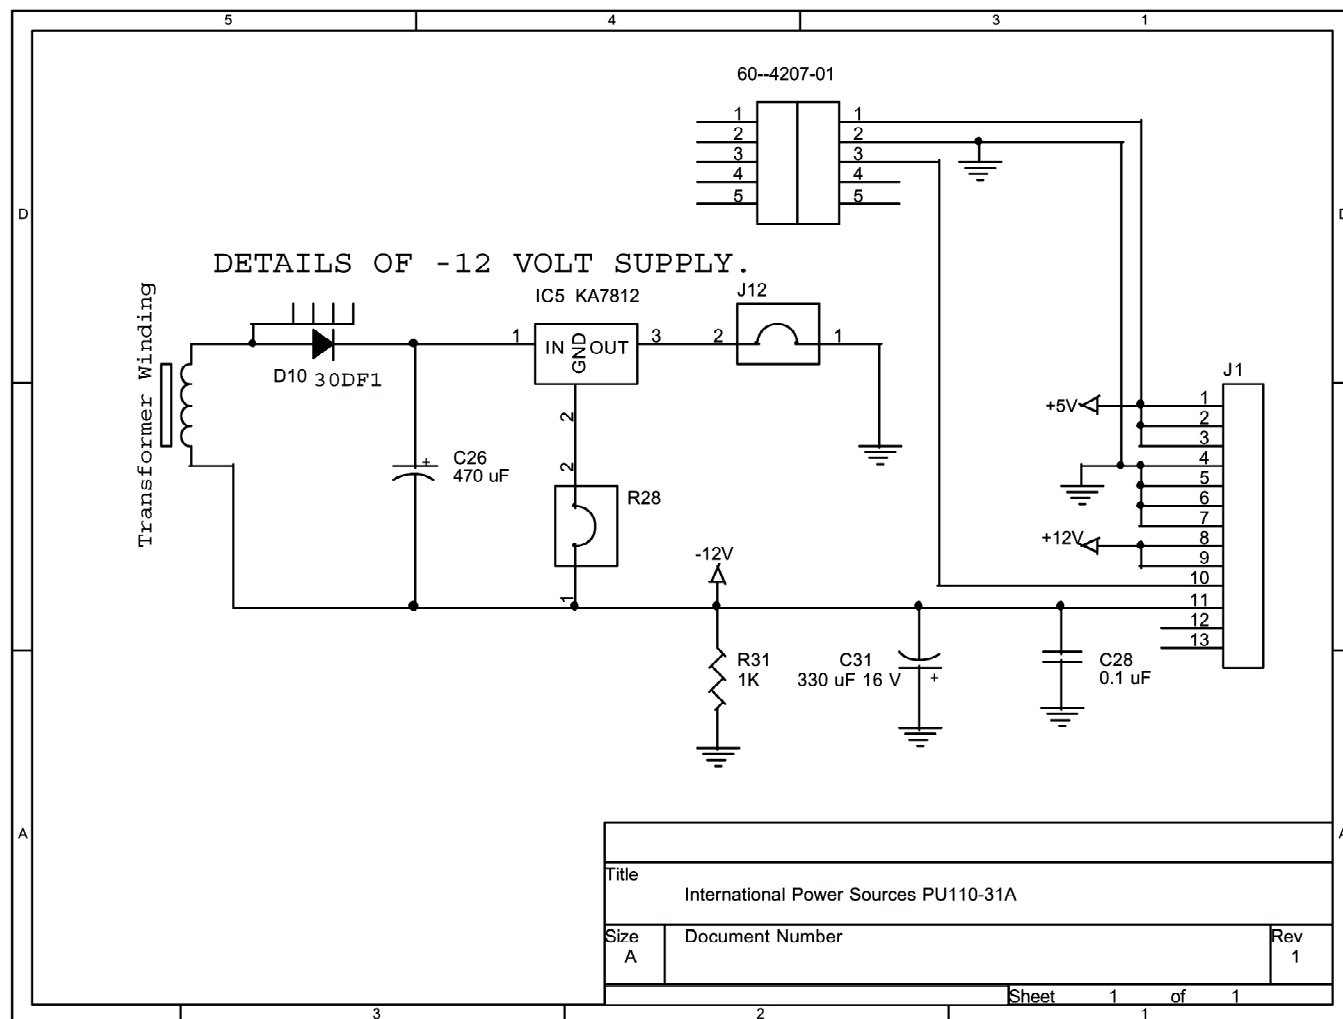 5 4 3 1
60--4207-01
1 1
2 2
3 3
4 4
5 5
D
DETAILS OF -12 VOLT SUPPLY.
Transformer Winding
D10 30DF1
IC5 KA7812
1 IN GND OUT 3
2
J12
2 1
C26
+
470 uF
2
R28
1
-12V
R31
1K
C31
330 uF 16 V
+
C28
0.1 uF
J1
+5V
+12V
1
2
3
4
5
6
7
8
9
10
11
12
13
A
Title
International Power Sources PU110-31A
Size
A
Document Number
Rev
1
Sheet 1 of 1
3 2 1